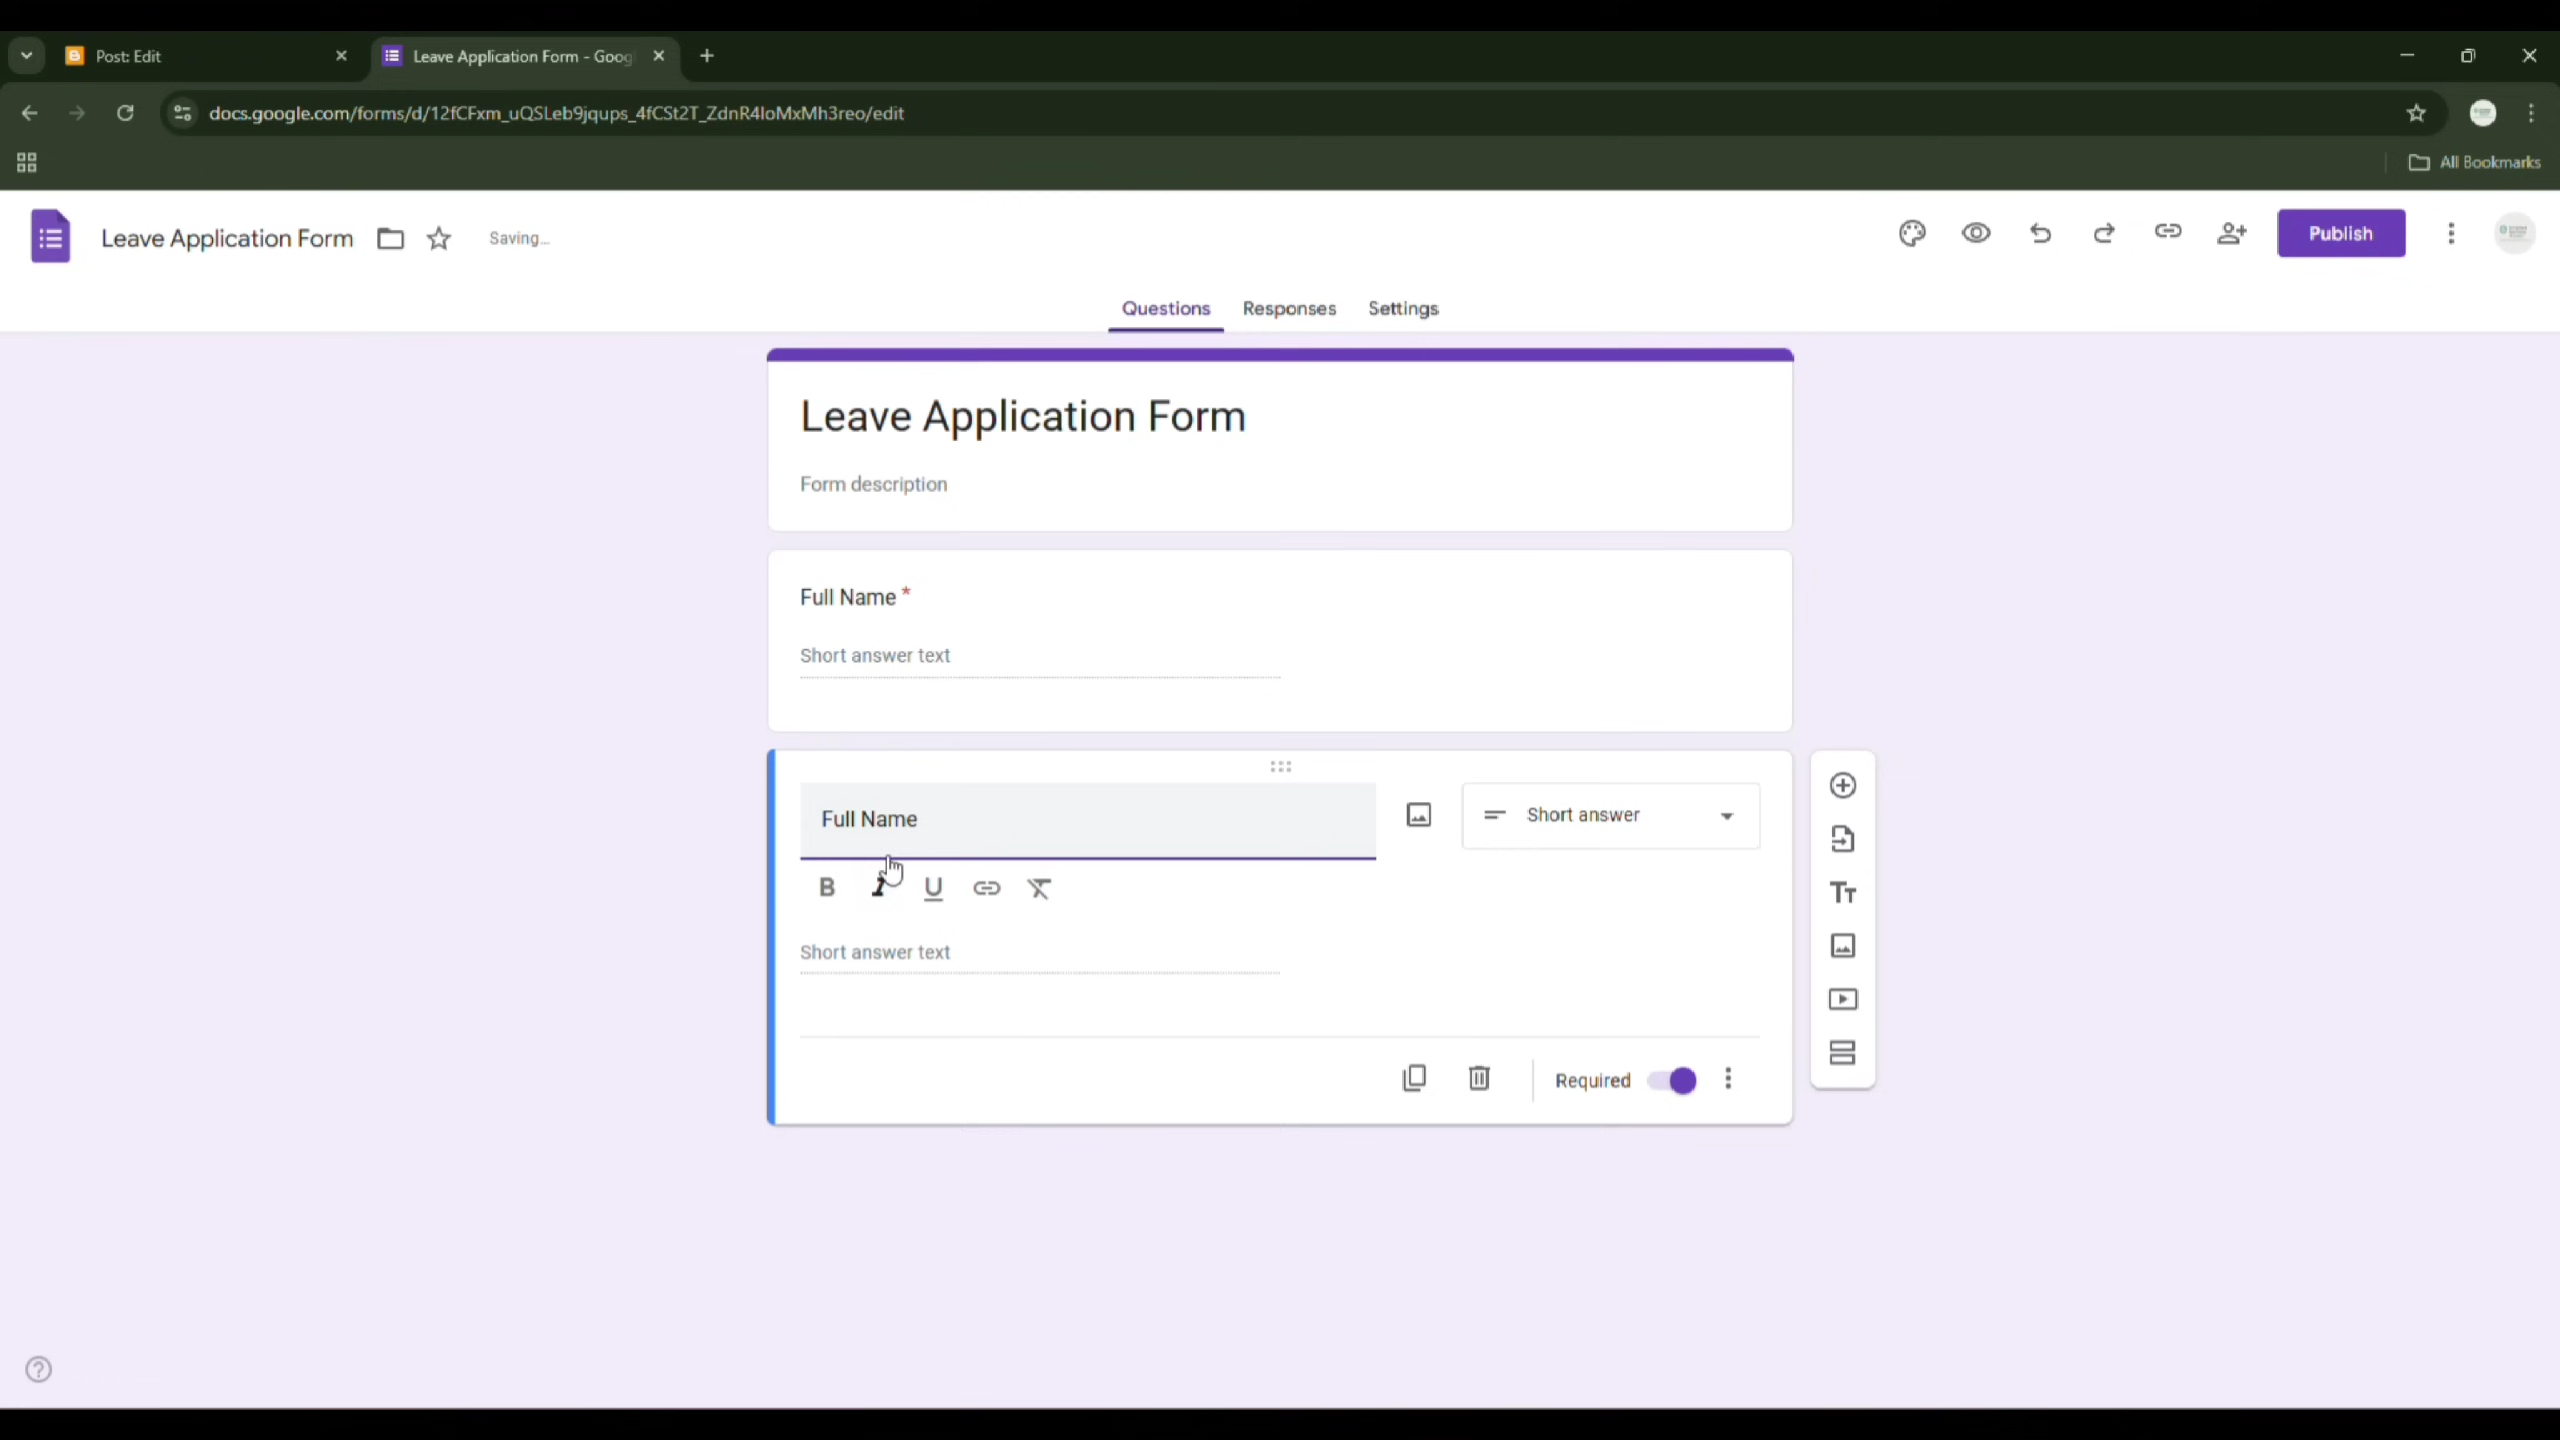 Post: Edit
Leave Application Form - Goog
docs.google.com/forms/d/12fCFxm_uQSLeb9jqups_4fCSt2T_ZdnR4IoMxMh3reo/edit
All Bookmarks
Leave Application Form
Saving...
Publish
Questions
Responses
Settings
Leave Application Form
Form description
Full Name *
Short answer text
Full Name
Short answer
B I U
Short answer text
Required